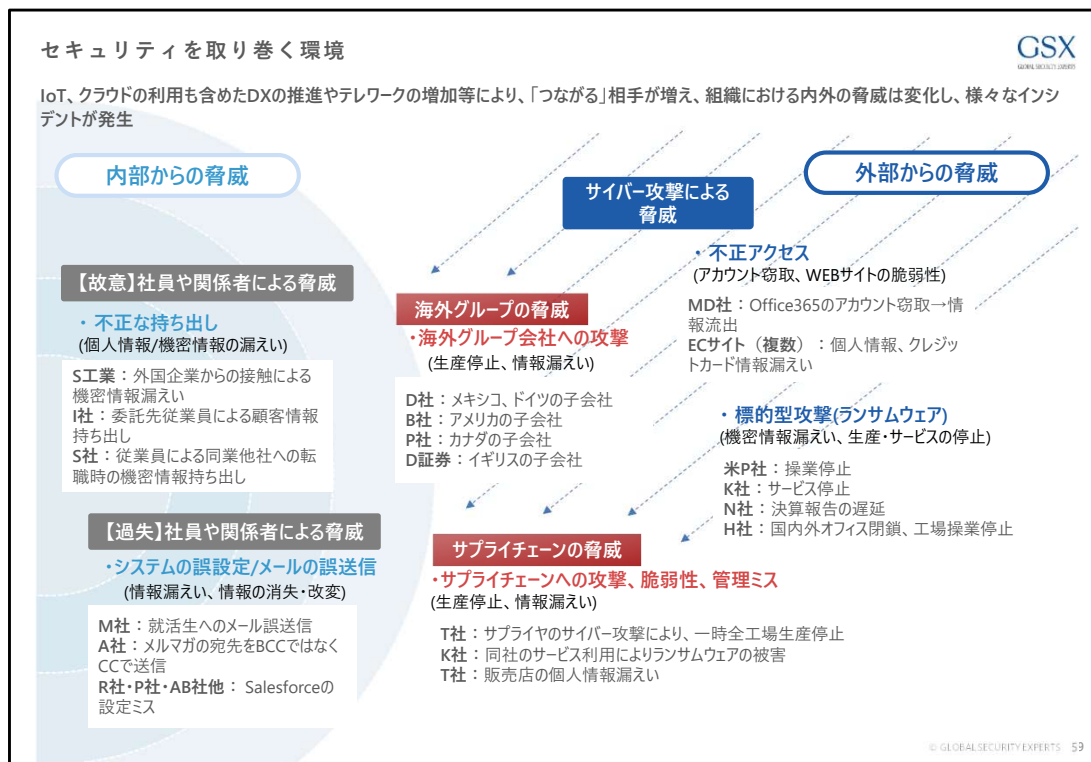 セキュリティを取り巻く環境
GSX
GLOBAL SECURITY EXPERTS
IoT、クラウドの利用も含めたDXの推進やテレワークの増加等により、「つながる」相手が増え、組織における内外の脅威は変化し、様々なインシ
デントが発生
内部からの脅威
外部からの脅威
サイバー攻撃による
脅威
【故意】社員や関係者による脅威
・不正な持ち出し
(個人情報/機密情報の漏えい)
S工業：外国企業からの接触による
機密情報漏えい
I社：委託先従業員による顧客情報
持ち出し
S社：従業員による同業他社への転
職時の機密情報持ち出し
【過失】社員や関係者による脅威
・システムの誤設定/メールの誤送信
(情報漏えい、情報の消失・改変)
M社：就活生へのメール誤送信
A社：メルマガの宛先をBCCではなく
CCで送信
R社・P社・AB社他： Salesforceの
設定ミス
海外グループの脅威
・海外グループ会社への攻撃
(生産停止、情報漏えい)
D社：メキシコ、ドイツの子会社
B社：アメリカの子会社
P社：カナダの子会社
D証券：イギリスの子会社
サプライチェーンの脅威
・サプライチェーンへの攻撃、脆弱性、管理ミス
(生産停止、情報漏えい)
T社：サプライヤのサイバー攻撃により、一時全工場生産停止
K社：同社のサービス利用によりランサムウェアの被害
T社：販売店の個人情報漏えい
・不正アクセス
(アカウント窃取、WEBサイトの脆弱性)
MD社：Office365のアカウント窃取→情
報流出
ECサイト（複数）：個人情報、クレジッ
トカード情報漏えい
・標的型攻撃(ランサムウェア)
(機密情報漏えい、生産・サービスの停止)
米P社：操業停止
K社：サービス停止
N社：決算報告の遅延
H社：国内外オフィス閉鎖、工場操業停止
© GLOBAL SECURITY EXPERTS 59